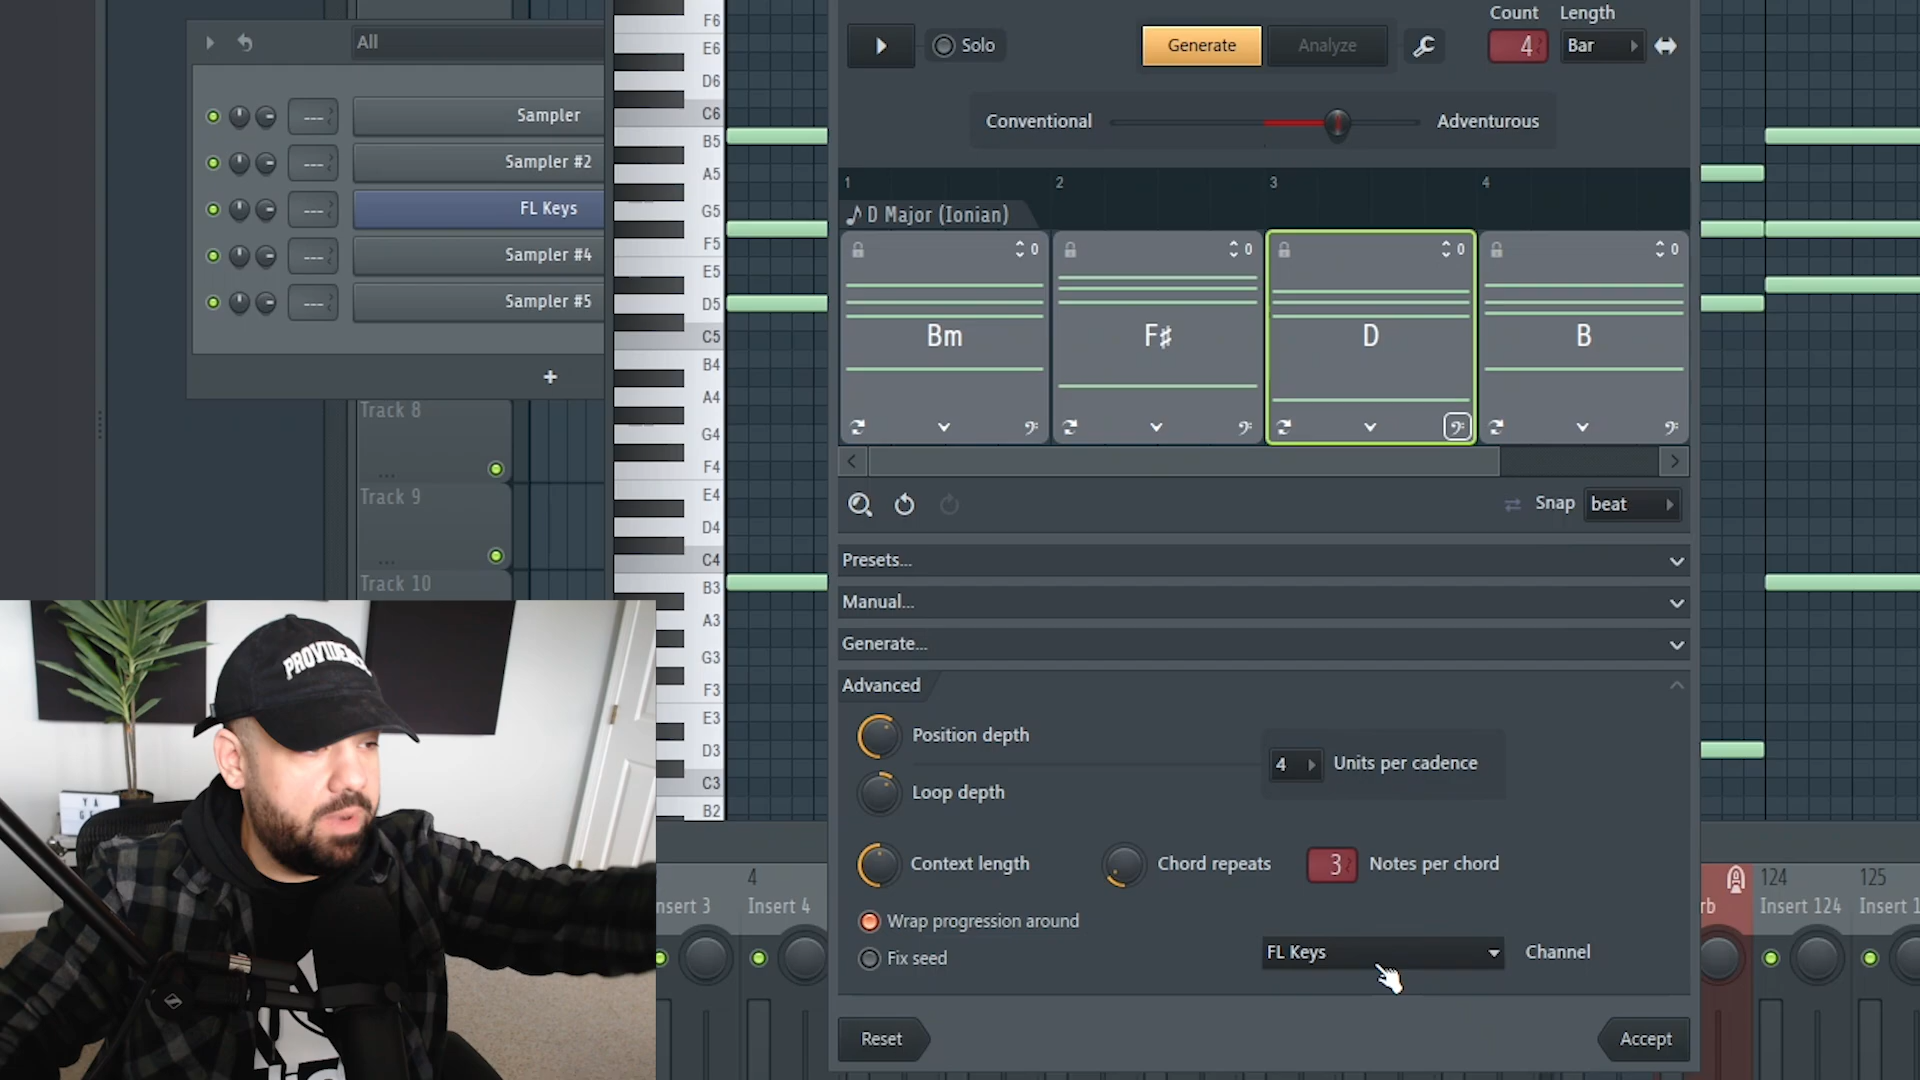 All
Sampler
Sampler #2
FL Keys
Sampler #4
Sampler #5
+
Track 8
Track 9
Track 10
F6
E6
D6
C6
B5
A5
G5
F5
E5
D5
C5
B4
A4
G4
F4
E4
D4
C4
B3
A3
G3
F3
E3
D3
C3
B2
Solo
Generate
Analyze
Count
4
Length
Bar
Conventional
Adventurous
1 2 3 4
D Major (Ionian)
0 0 0 0
Bm F♯ D B
Snap beat
Presets...
Manual...
Generate...
Advanced
Position depth
4 Units per cadence
Loop depth
Context length
Chord repeats
3 Notes per chord
Wrap progression around
Fix seed
FL Keys
Channel
Reset
Accept
4
nsert 3
Insert 4
rb
124
Insert 124
125
Insert 1
YA